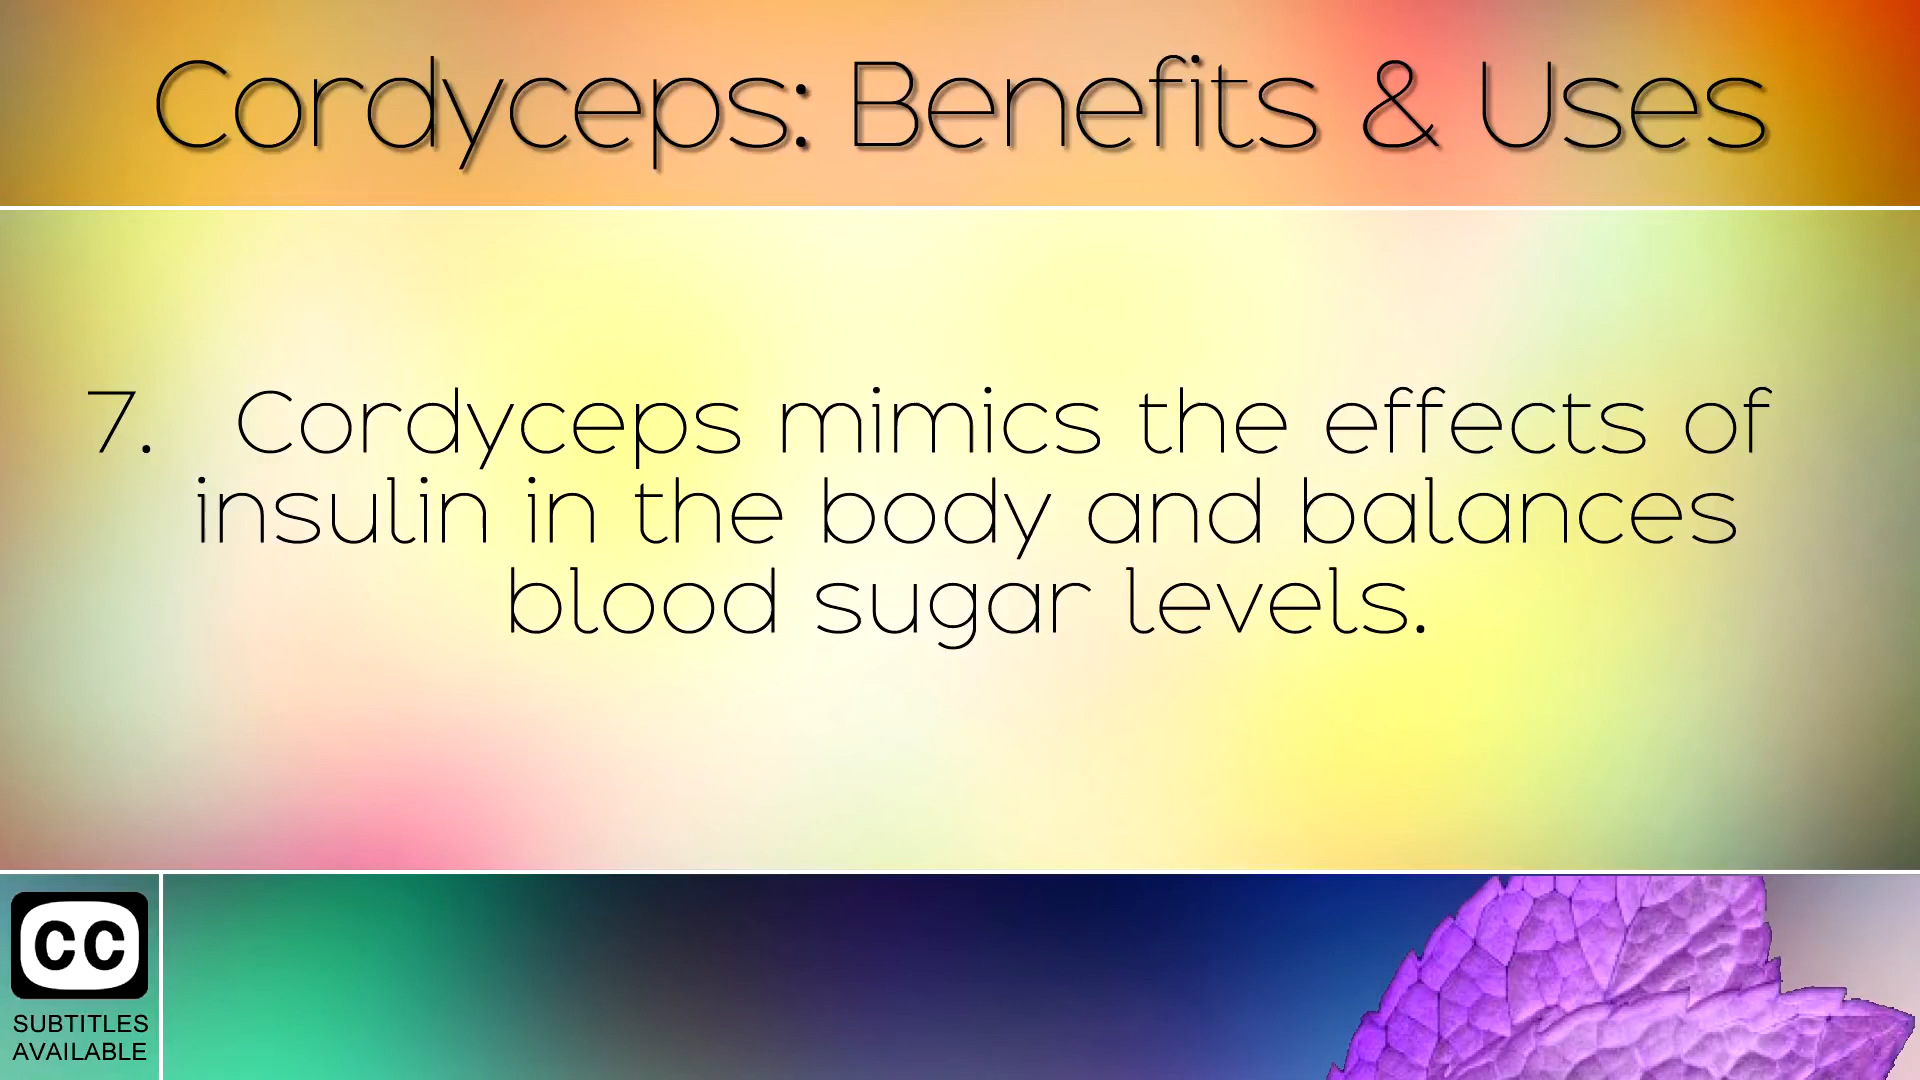 Cordyceps: Benefits & Uses
7. Cordyceps mimics the effects of
insulin in the body and balances
blood sugar levels.
CC
SUBTITLES
AVAILABLE